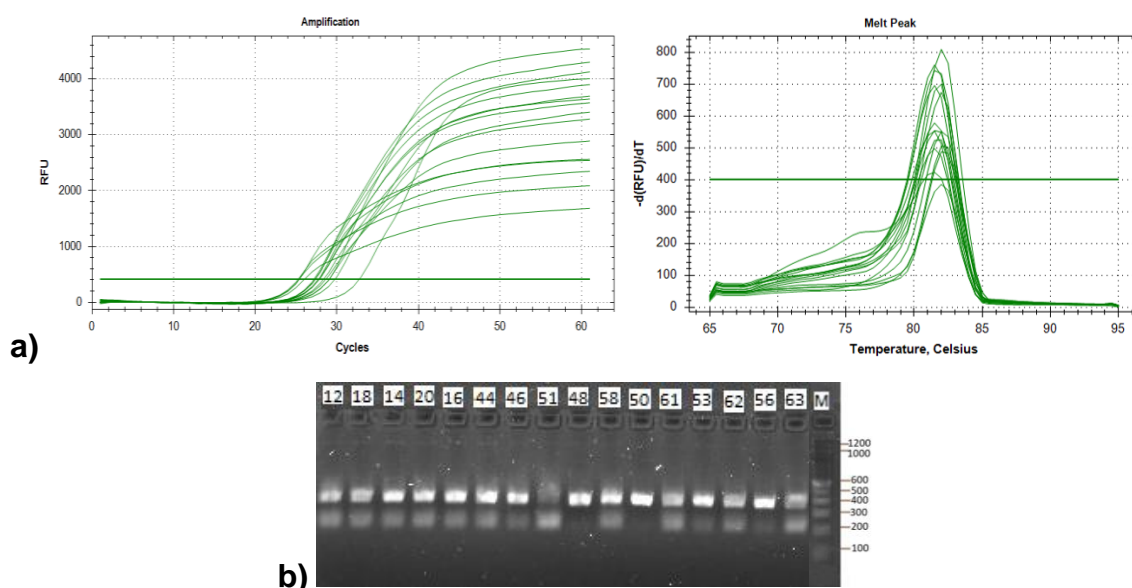 Amplification
4000
3000
2000
1000
0
RFU
0 10 20 30 40 50 60
Cycles
Melt Peak
800
700
600
500
400
300
200
100
0
-d(RFU)/dT
65 70 75 80 85 90 95
Temperature, Celsius
a)
12 18 14 20 16 44 46 51 48 58 50 61 53 62 56 63 M
1200
1000
600
500
400
300
200
100
b)